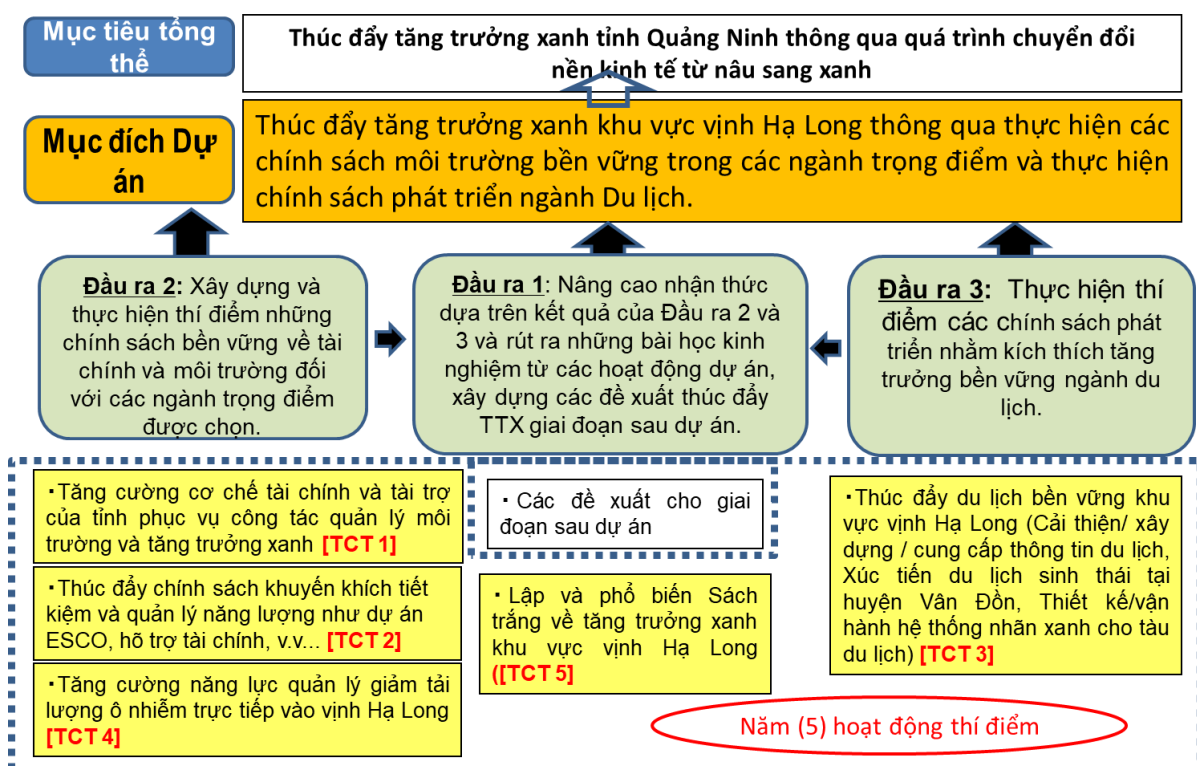 Mục tiêu tổng
thể
Thúc đẩy tăng trưởng xanh tỉnh Quảng Ninh thông qua quá trình chuyển đổi
nền kinh tế từ nâu sang xanh
Mục đích Dự
án
Thúc đẩy tăng trưởng xanh khu vực vịnh Hạ Long thông qua thực hiện các
chính sách môi trường bền vững trong các ngành trọng điểm và thực hiện
chính sách phát triển ngành Du lịch.
Đầu ra 2: Xây dựng và
thực hiện thí điểm những
chính sách bền vững về tài
chính và môi trường đối
với các ngành trọng điểm
được chọn.
Đầu ra 1: Nâng cao nhận thức
dựa trên kết quả của Đầu ra 2 và
3 và rút ra những bài học kinh
nghiệm từ các hoạt động dự án,
xây dựng các đề xuất thúc đẩy
TTX giai đoạn sau dự án.
Đầu ra 3: Thực hiện thí
điểm các chính sách phát
triển nhằm kích thích tăng
trưởng bền vững ngành du
lịch.
・Tăng cường cơ chế tài chính và tài trợ
của tỉnh phục vụ công tác quản lý môi
trường và tăng trưởng xanh [TCT 1]
・Thúc đẩy chính sách khuyến khích tiết
kiệm và quản lý năng lượng như dự án
ESCO, hõ trợ tài chính, v.v... [TCT 2]
・Tăng cường năng lực quản lý giảm tải
lượng ô nhiễm trực tiếp vào vịnh Hạ Long
[TCT 4]
・Các đề xuất cho giai
đoạn sau dự án
・Lập và phổ biến Sách
trắng về tăng trưởng xanh
khu vực vịnh Hạ Long
([TCT 5]
・Thúc đẩy du lịch bền vững khu
vực vịnh Hạ Long (Cải thiện/ xây
dựng / cung cấp thông tin du lịch,
Xúc tiến du lịch sinh thái tại
huyện Vân Đồn, Thiết kế/vận
hành hệ thống nhãn xanh cho tàu
du lịch) [TCT 3]
Năm (5) hoạt động thí điểm